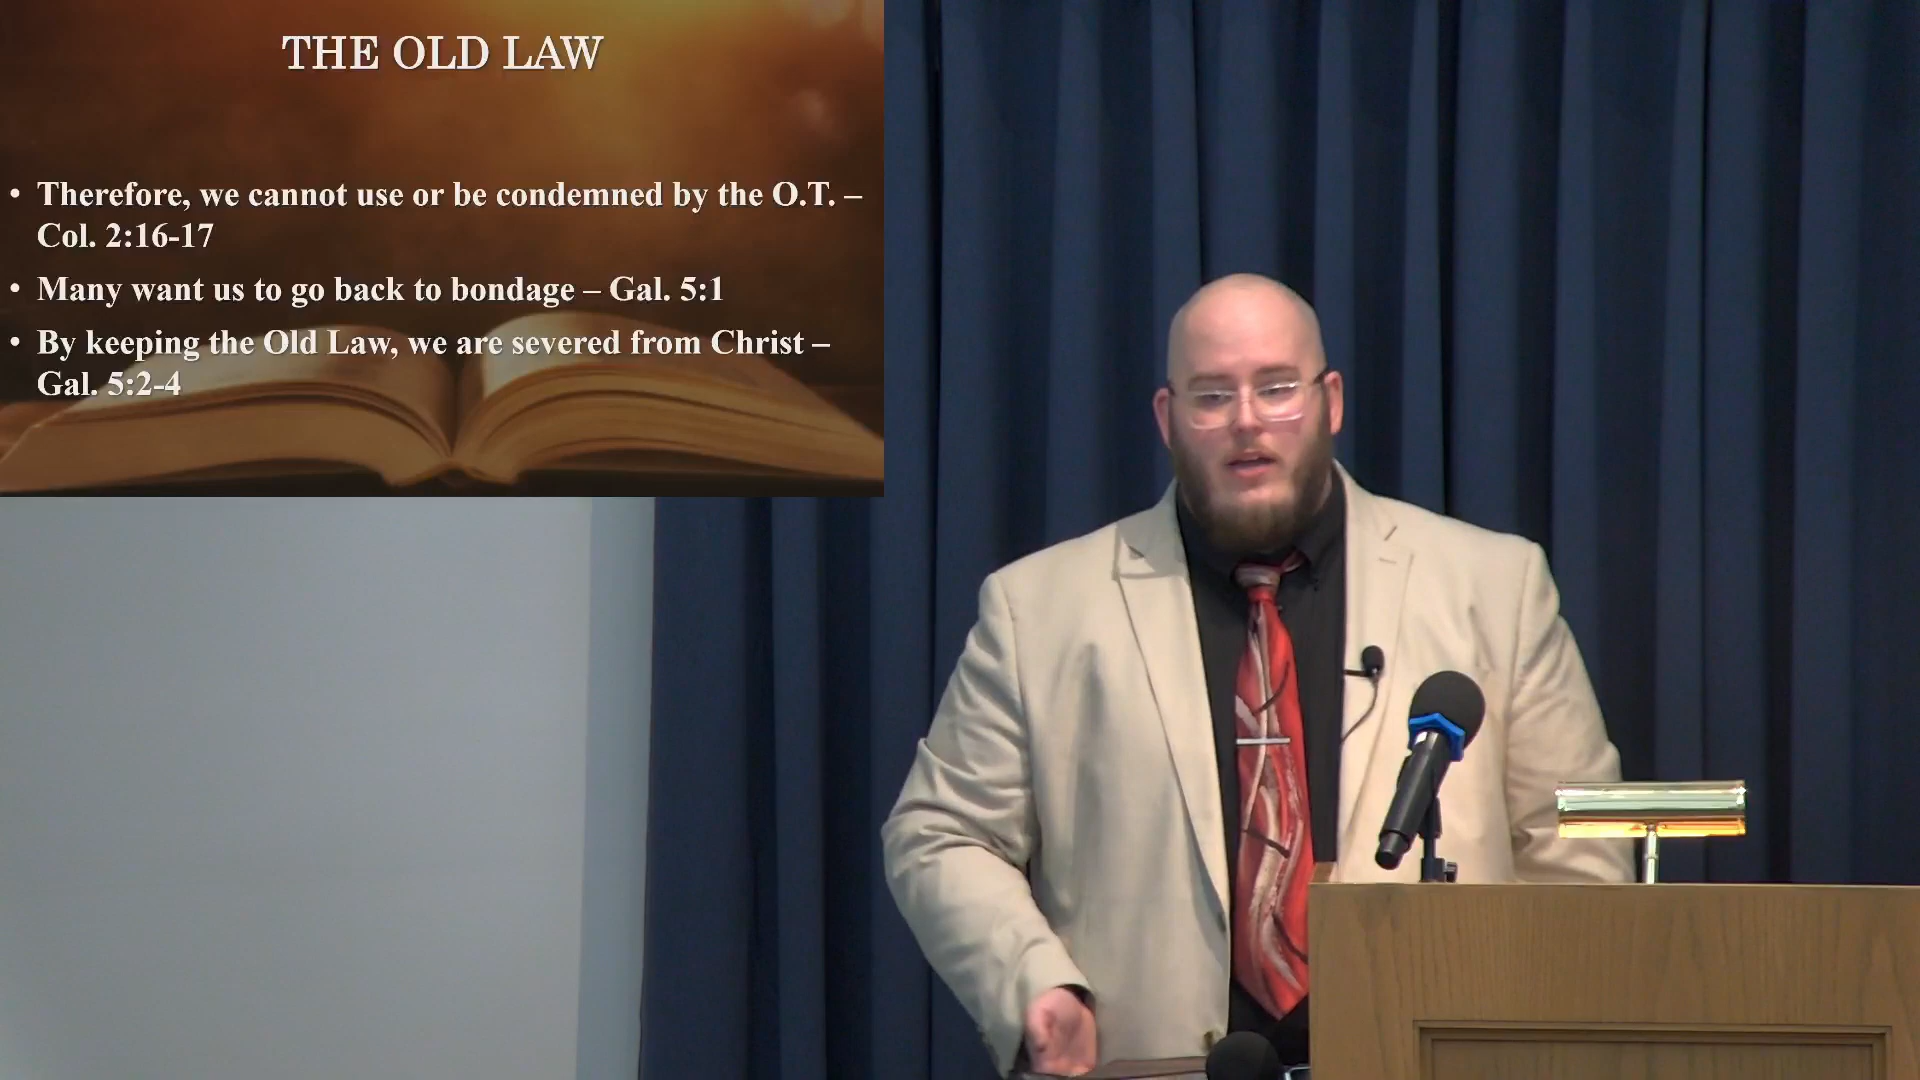 THE OLD LAW
• Therefore, we cannot use or be condemned by the O.T. –
Col. 2:16-17
• Many want us to go back to bondage – Gal. 5:1
• By keeping the Old Law, we are severed from Christ –
Gal. 5:2-4